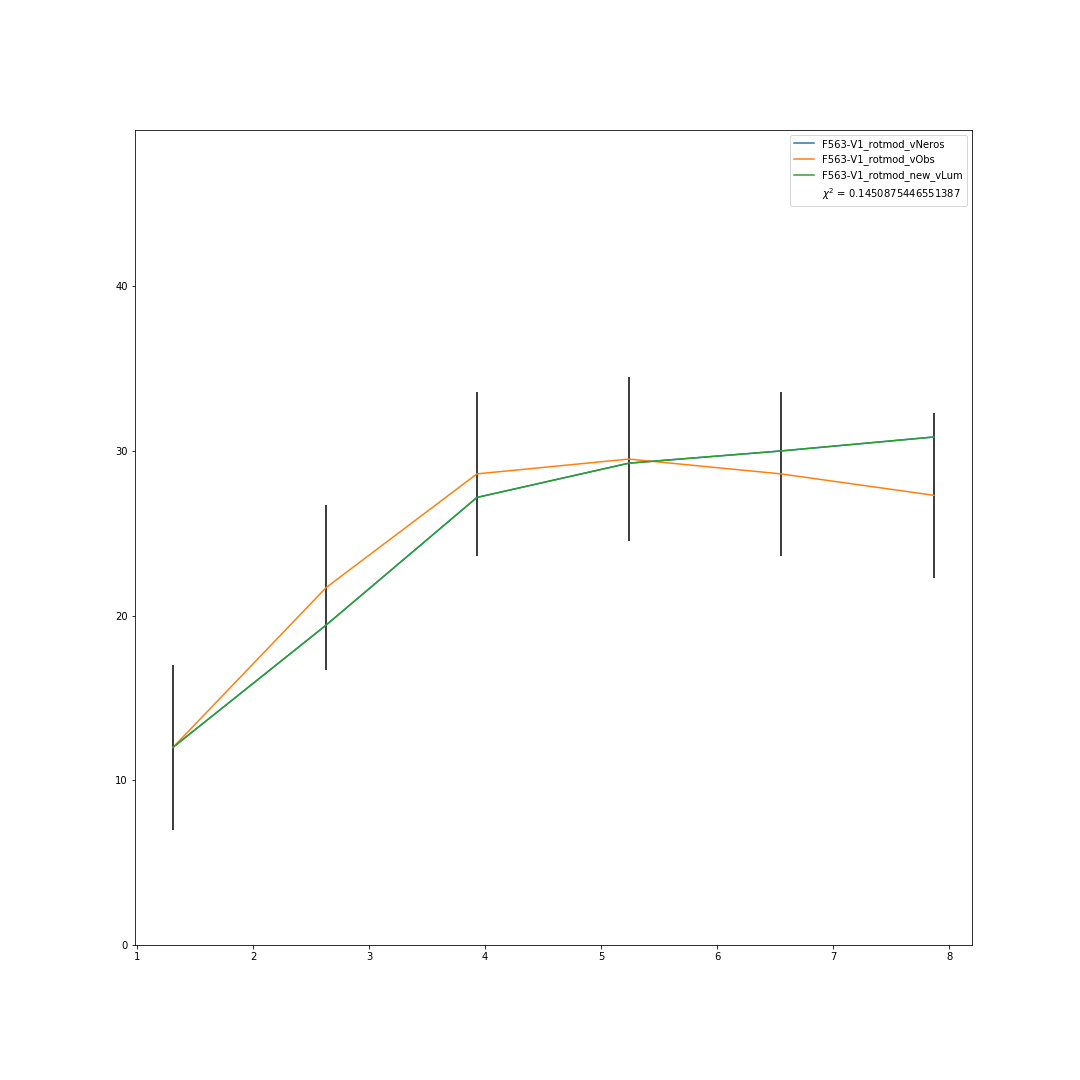 F563-V1_rotmod_vNeros
F563-V1_rotmod_vObs
F563-V1_rotmod_new_vLum
χ² = 0.1450875446551387
40
30
20
10
0
1 2 3 4 5 6 7 8